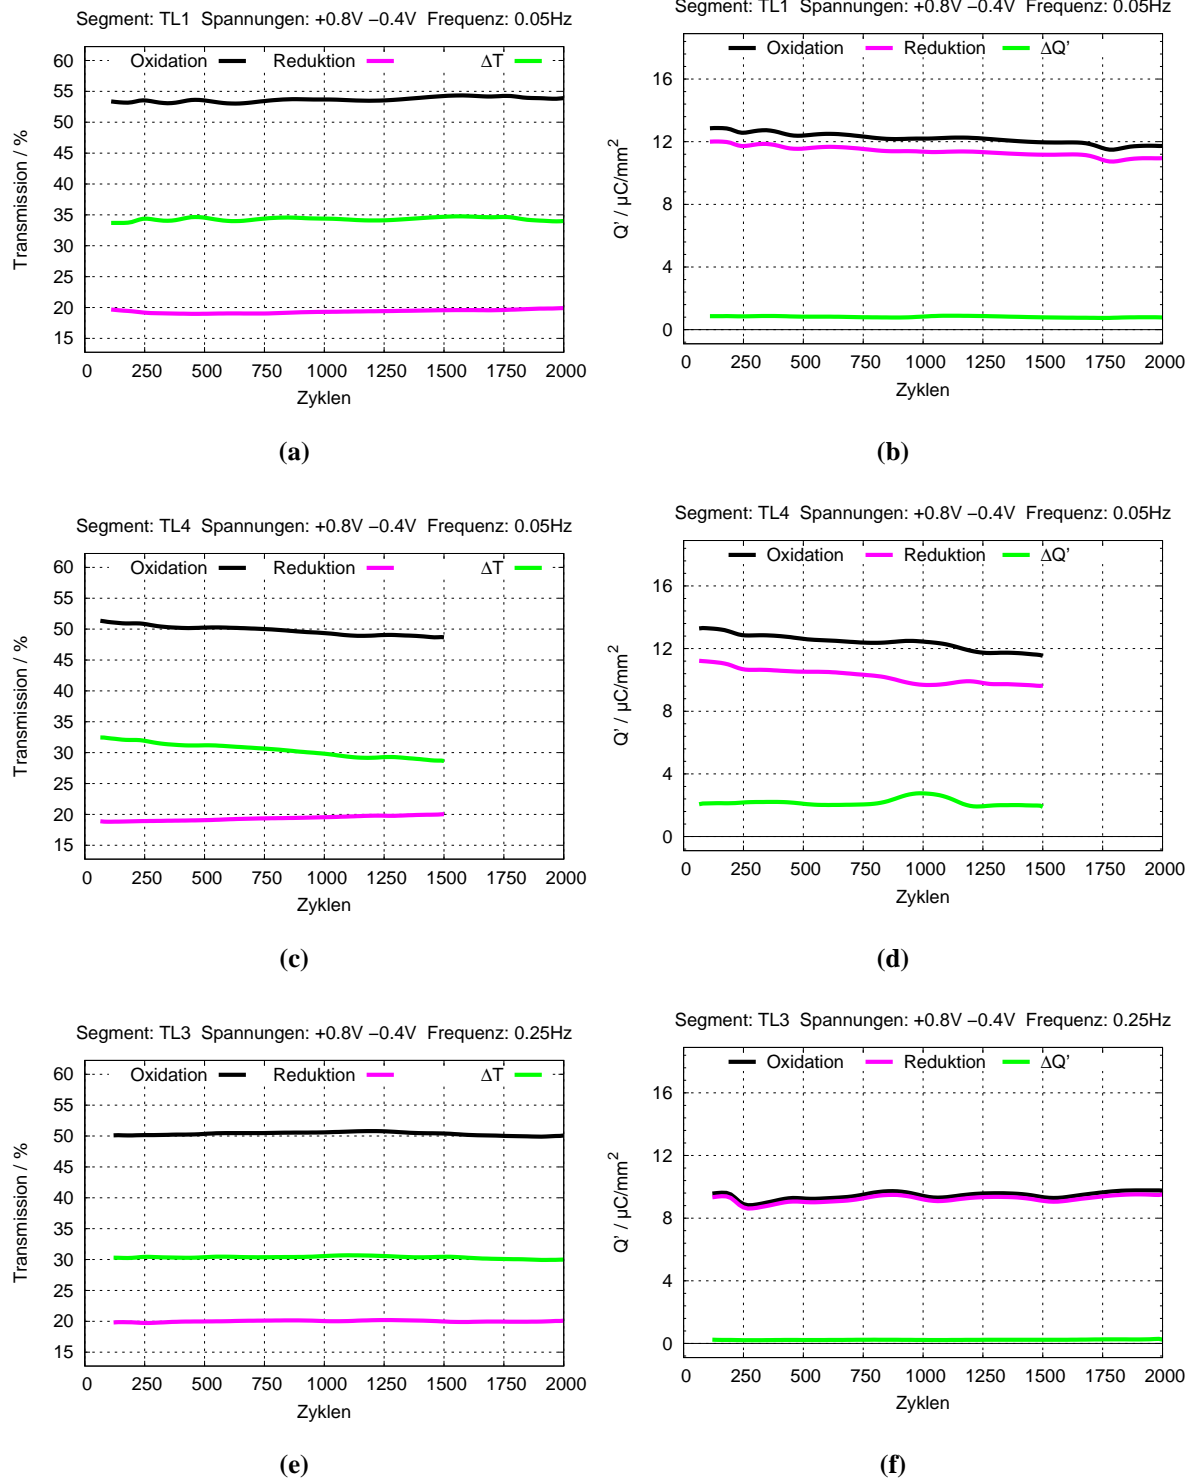 Segment: TL1 Spannungen: +0.8V −0.4V Frequenz: 0.05Hz
Oxidation Reduktion ΔT
Transmission / %
60
55
50
45
40
35
30
25
20
15
0 250 500 750 1000 1250 1500 1750 2000
Zyklen
(a)
Segment: TL1 Spannungen: +0.8V −0.4V Frequenz: 0.05Hz
Oxidation Reduktion ΔQ'
Q' / µC/mm²
16
12
8
4
0
0 250 500 750 1000 1250 1500 1750 2000
Zyklen
(b)
Segment: TL4 Spannungen: +0.8V −0.4V Frequenz: 0.05Hz
Oxidation Reduktion ΔT
Transmission / %
60
55
50
45
40
35
30
25
20
15
0 250 500 750 1000 1250 1500 1750 2000
Zyklen
(c)
Segment: TL4 Spannungen: +0.8V −0.4V Frequenz: 0.05Hz
Oxidation Reduktion ΔQ'
Q' / µC/mm²
16
12
8
4
0
0 250 500 750 1000 1250 1500 1750 2000
Zyklen
(d)
Segment: TL3 Spannungen: +0.8V −0.4V Frequenz: 0.25Hz
Oxidation Reduktion ΔT
Transmission / %
60
55
50
45
40
35
30
25
20
15
0 250 500 750 1000 1250 1500 1750 2000
Zyklen
(e)
Segment: TL3 Spannungen: +0.8V −0.4V Frequenz: 0.25Hz
Oxidation Reduktion ΔQ'
Q' / µC/mm²
16
12
8
4
0
0 250 500 750 1000 1250 1500 1750 2000
Zyklen
(f)